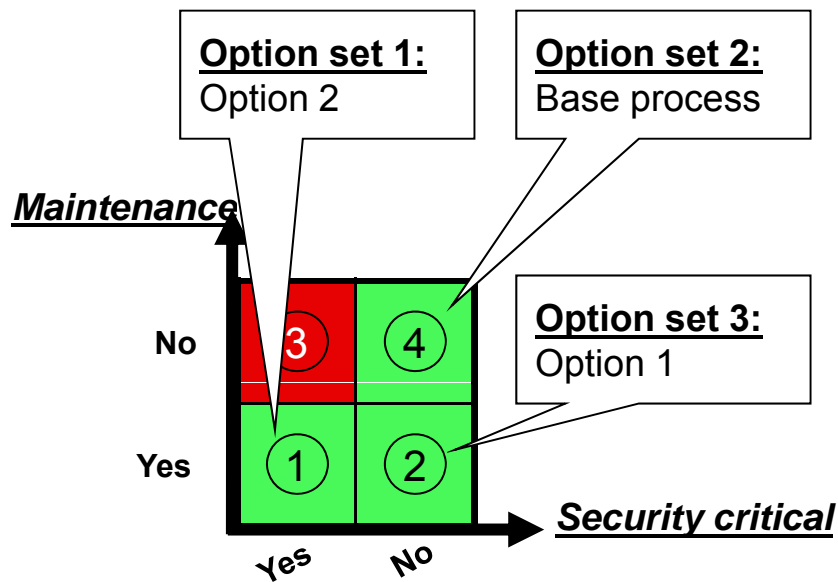 Option set 1:
Option 2
Option set 2:
Base process
Maintenance
Option set 3:
Option 1
No
3
4
Yes
1
2
Security critical
Yes
No